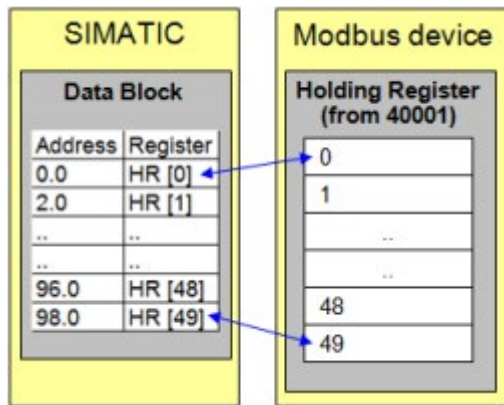 SIMATIC
Data Block
Address Register
0.0 HR [0]
2.0 HR [1]
.. ..
.. ..
96.0 HR [48]
98.0 HR [49]
Modbus device
Holding Register
(from 40001)
0
1
..
..
48
49